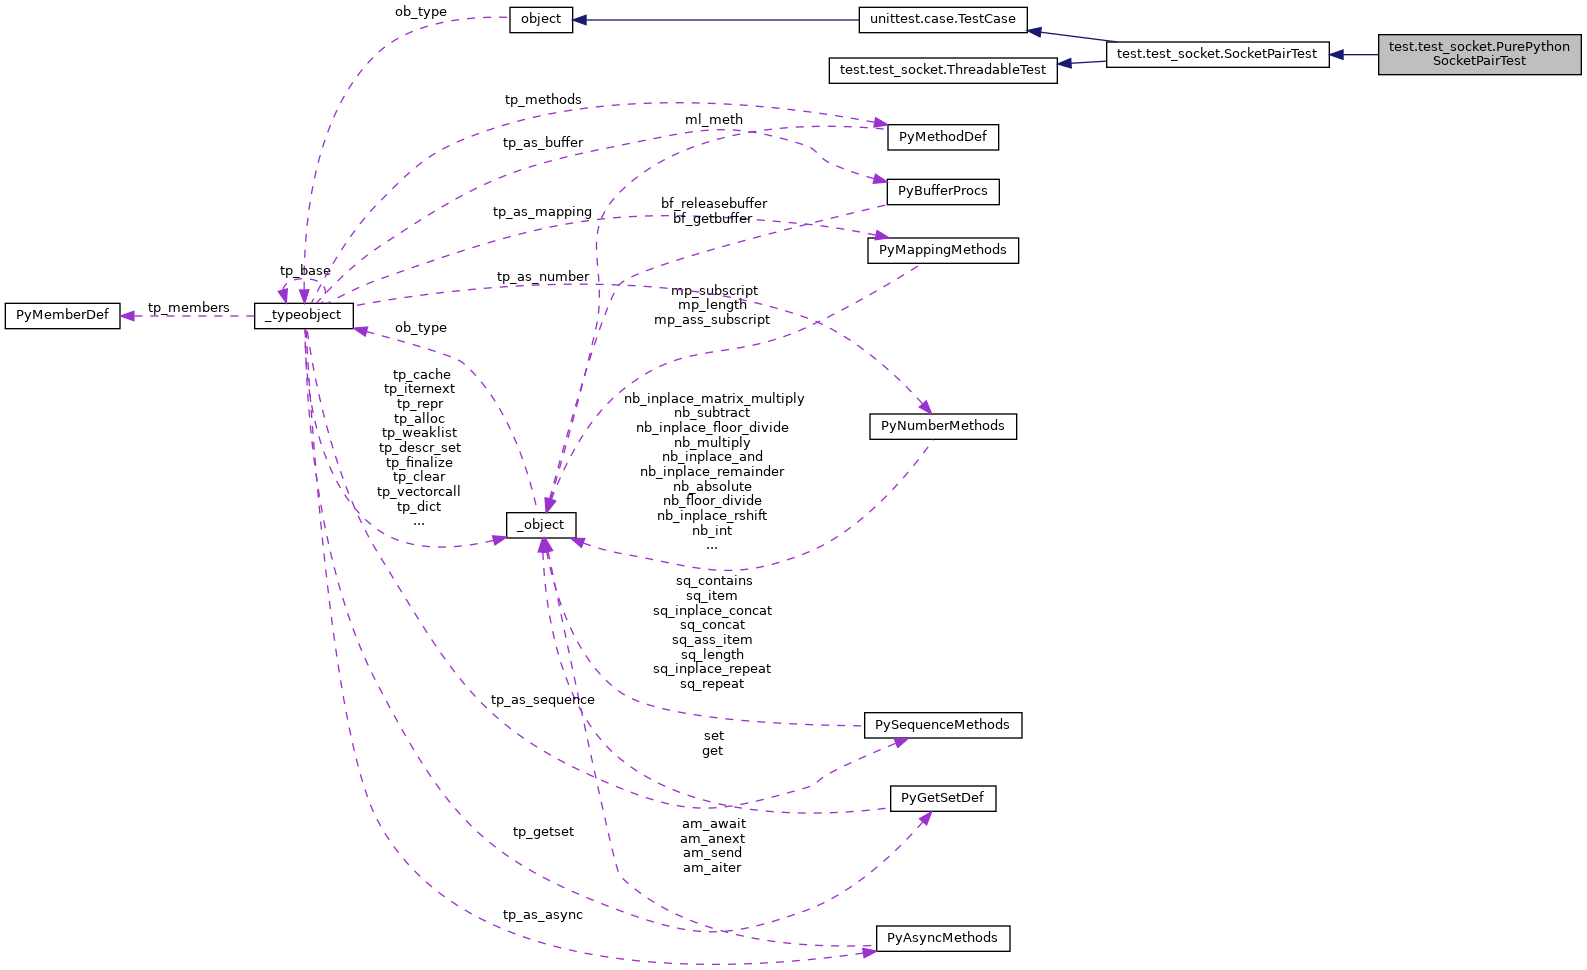 ob_type
object
unittest.case.TestCase
test.test_socket.SocketPairTest
test.test_socket.PurePython
SocketPairTest
test.test_socket.ThreadableTest
tp_methods
ml_meth
PyMethodDef
tp_as_buffer
PyBufferProcs
bf_releasebuffer
bf_getbuffer
tp_as_mapping
PyMappingMethods
tp_base
tp_as_number
mp_subscript
mp_length
mp_ass_subscript
PyMemberDef
tp_members
_typeobject
ob_type
tp_cache
tp_iternext
tp_repr
tp_alloc
tp_weaklist
tp_descr_set
tp_finalize
tp_clear
tp_vectorcall
tp_dict
...
nb_inplace_matrix_multiply
nb_subtract
nb_inplace_floor_divide
nb_multiply
nb_inplace_and
nb_inplace_remainder
nb_absolute
nb_floor_divide
nb_inplace_rshift
nb_int
...
PyNumberMethods
_object
sq_contains
sq_item
sq_inplace_concat
sq_concat
sq_ass_item
sq_length
sq_inplace_repeat
sq_repeat
tp_as_sequence
PySequenceMethods
set
get
PyGetSetDef
tp_getset
am_await
am_anext
am_send
am_aiter
tp_as_async
PyAsyncMethods